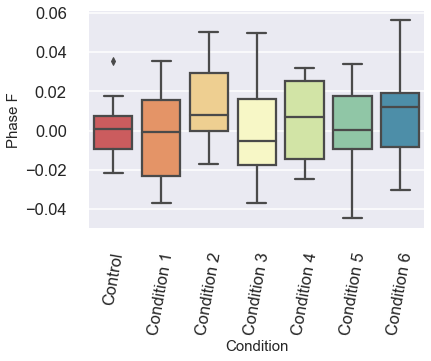 0.06
0.04
0.02
0.00
−0.02
−0.04
Phase F
Control
Condition 1
Condition 2
Condition 3
Condition 4
Condition 5
Condition 6
Condition